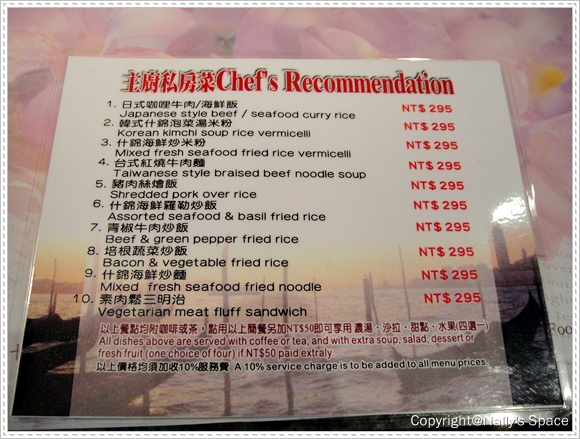 主廚私房菜Chef's Recommendation
1. 日式咖哩牛肉/海鮮飯 NT$ 295
Japanese style beef / seafood curry rice
2. 韓式什錦泡菜湯米粉 NT$ 295
Korean kimchi soup rice vermicelli
3. 什錦海鮮炒米粉 NT$ 295
Mixed fresh seafood fried rice vermicelli
4. 台式紅燒牛肉麵 NT$ 295
Taiwanese style braised beef noodle soup
5. 豬肉絲燴飯 NT$ 295
Shredded pork over rice
6. 什錦海鮮羅勒炒飯 NT$ 295
Assorted seafood & basil fried rice
7. 青椒牛肉炒飯 NT$ 295
Beef & green pepper fried rice
8. 培根蔬菜炒飯 NT$ 295
Bacon & vegetable fried rice
9. 什錦海鮮炒麵 NT$ 295
Mixed fresh seafood fried noodle
10. 素肉鬆三明治 NT$ 295
Vegetarian meat fluff sandwich
以上餐點均附咖啡或茶,點用以上簡餐另加NT$50即可享用 濃湯,沙拉,甜點,水果(四選一)
All dishes above are served with coffee or tea, and with extra soup, salad, dessert or
fresh fruit (one choice of four) if NT$50 paid extraly.
以上價格均須加收10%服務費 A 10% service charge is to be added to all menu prices.
Copyright@Nally's Space